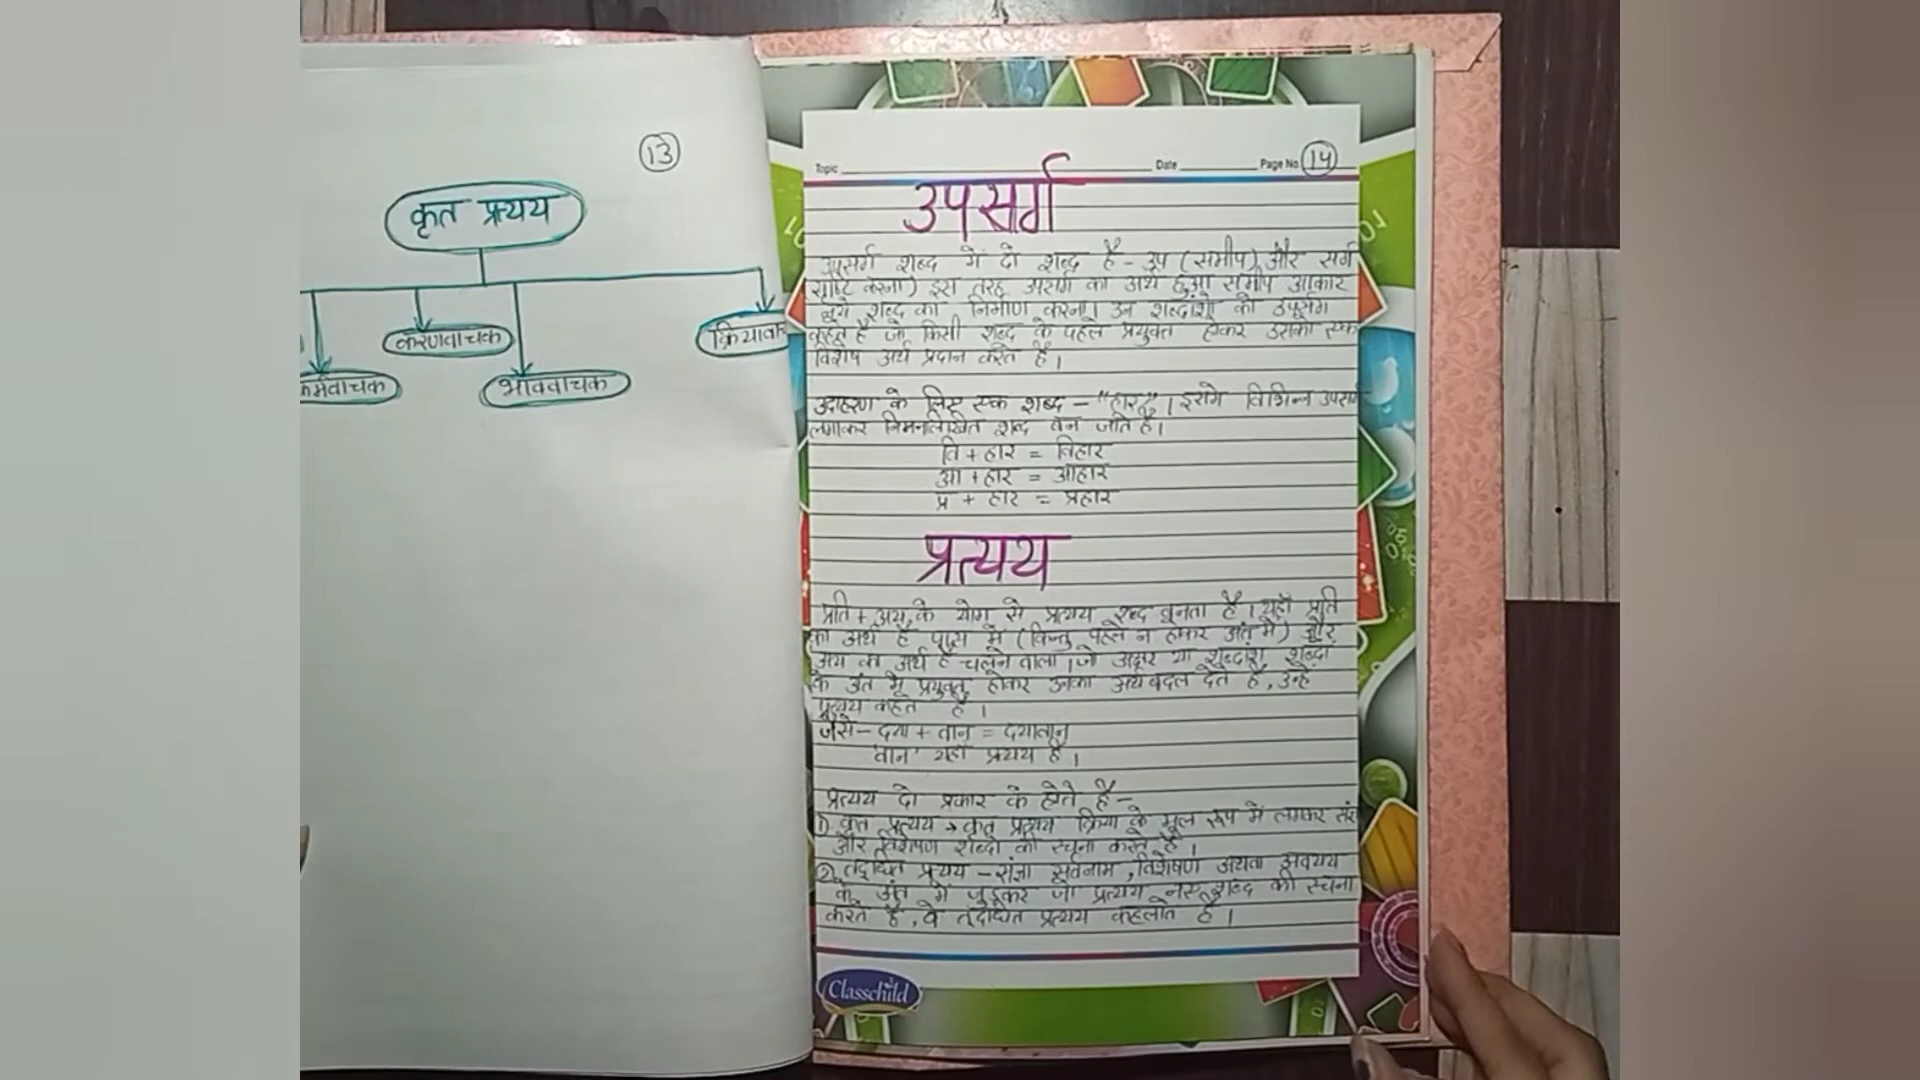 13
कृत प्रत्यय
करणवाचक
क्रियावा
कर्मवाचक
भाववाचक
Topic Date Page No. 14
उपसर्ग
उपसर्ग शब्द में दो शब्द है - उप (समीप) और सर्ग
सृष्टि करना) इस तरह उपसर्ग का अर्थ हुआ समीप आकार
नये शब्द का निर्माण करना। उन शब्दांशो को उपसर्ग
कहते है जो किसी शब्द के पहले प्रयुक्त होकर उसको एक
विशेष अर्थ प्रदान करते है।
उदाहरण के लिए एक शब्द - "हार"। इसमे विभिन्न उपसर्ग
लगाकर निमनलिखित शब्द बन जाते है।
वि + हार = विहार
आ + हार = आहार
प्र + हार = प्रहार
प्रत्यय
प्रति + अय के योग से प्रत्यय शब्द बनता है। यहाँ प्रति
का अर्थ है पास में (किन्तु पहले न होकर अंत में) और
अय का अर्थ है चलने वाला। जो अक्षर या शब्दांश शब्दों
के अंत में प्रयुक्त होकर उनका अर्थ बदल देते है, उन्हे
प्रत्यय कहते है।
जैसे - दया + वान = दयावान
'वान' यहाँ प्रत्यय है।
प्रत्यय दो प्रकार के होते है -
1) कृत प्रत्यय → कृत प्रत्यय क्रिया के मूल रूप में लगकर संज्ञ
और विशेषण शब्दो की रचना करते है।
2) तद्धित प्रत्यय - संज्ञा सर्वनाम, विशेषण अथवा अवयय
के अंत में जुड़कर जो प्रत्यय नए शब्द की रचना
करते है, वे तद्धित प्रत्यय कहलाते है।
Classchild